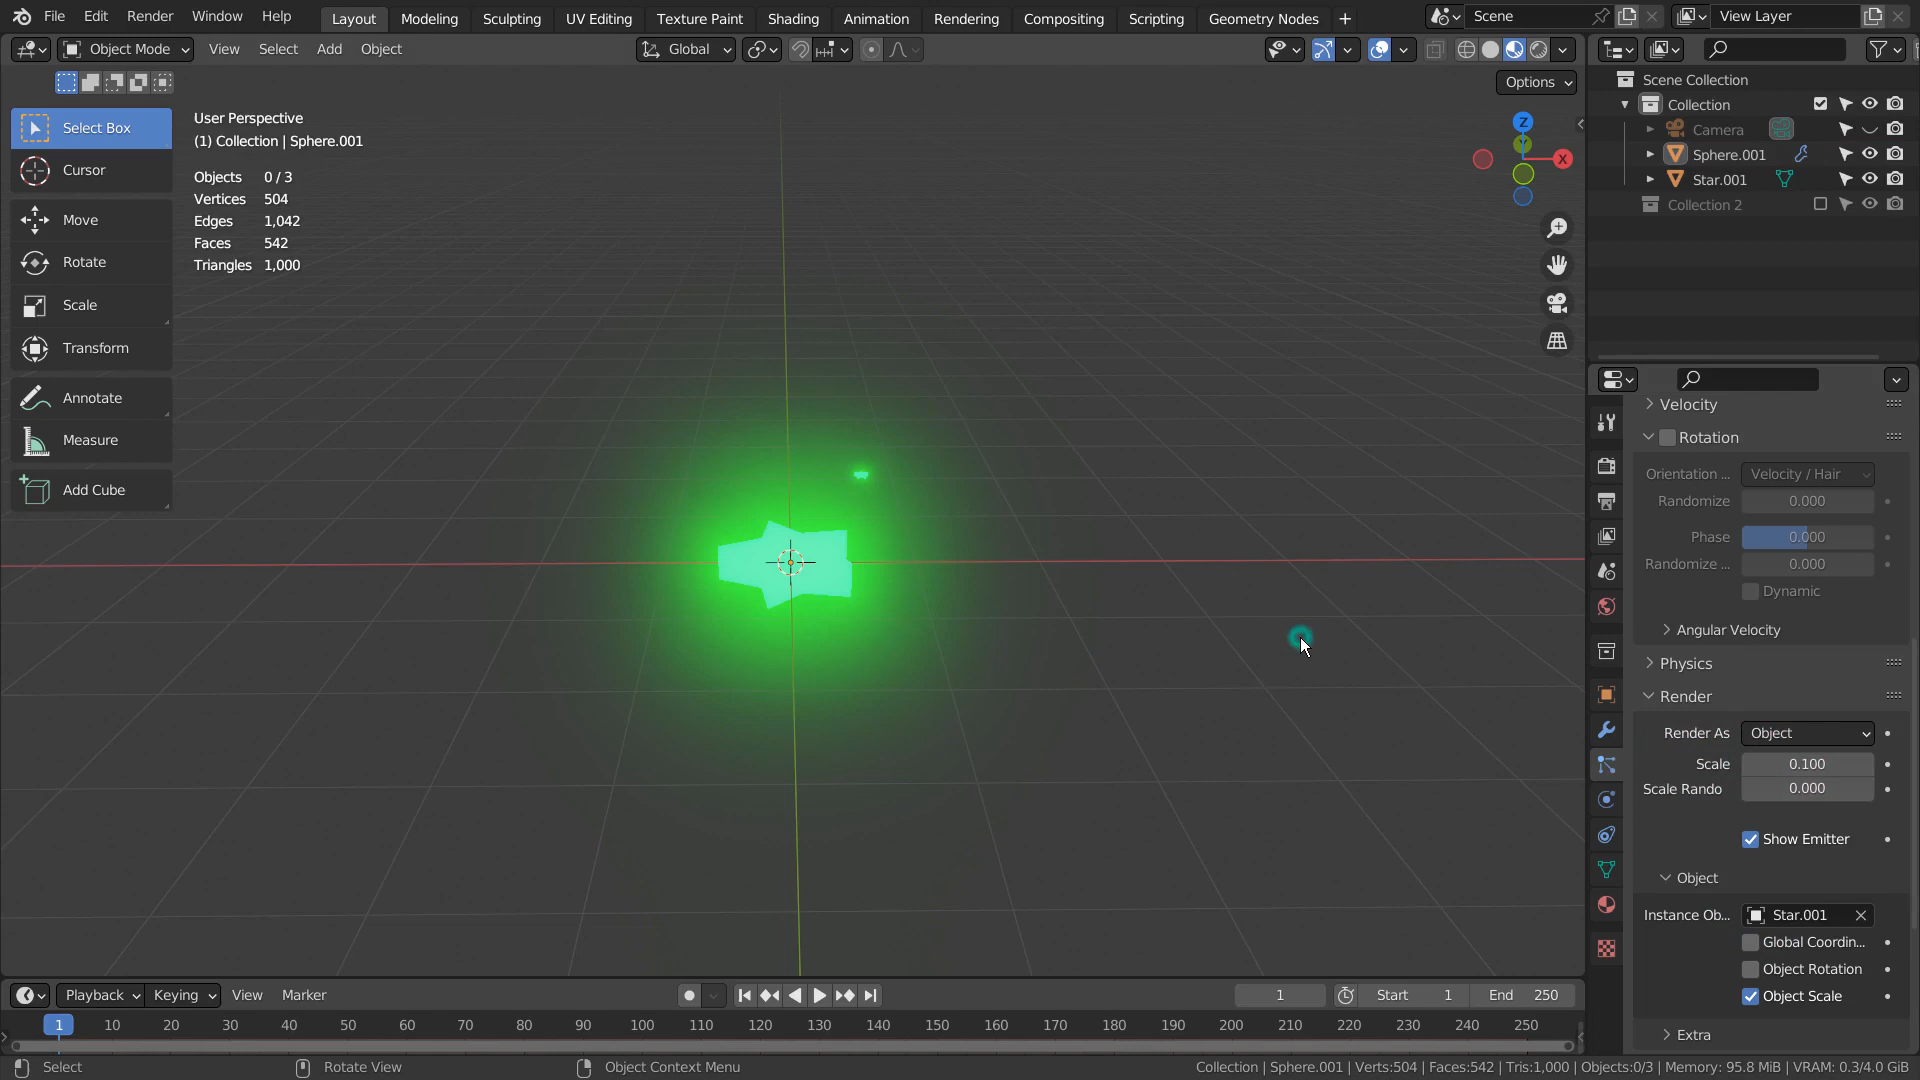 File Edit Render Window Help Layout Modeling Sculpting UV Editing Texture Paint Shading Animation Rendering Compositing Scripting Geometry Nodes + Scene View Layer
Object Mode View Select Add Object Global
Options
Select Box
Cursor
Move
Rotate
Scale
Transform
Annotate
Measure
Add Cube
User Perspective
(1) Collection | Sphere.001
Objects 0 / 3
Vertices 504
Edges 1,042
Faces 542
Triangles 1,000
Z
Y
X
Scene Collection
Collection
Camera
Sphere.001
Star.001
Collection 2
Velocity
Rotation
Orientation ... Velocity / Hair
Randomize 0.000
Phase 0.000
Randomize ... 0.000
Dynamic
Angular Velocity
Physics
Render
Render As Object
Scale 0.100
Scale Rando 0.000
Show Emitter
Object
Instance Ob... Star.001
Global Coordin...
Object Rotation
Object Scale
Extra
Playback Keying View Marker 1 Start 1 End 250
1 10 20 30 40 50 60 70 80 90 100 110 120 130 140 150 160 170 180 190 200 210 220 230 240 250
Select Rotate View Object Context Menu Collection | Sphere.001 | Verts:504 | Faces:542 | Tris:1,000 | Objects:0/3 | Memory: 95.8 MiB | VRAM: 0.3/4.0 GiB